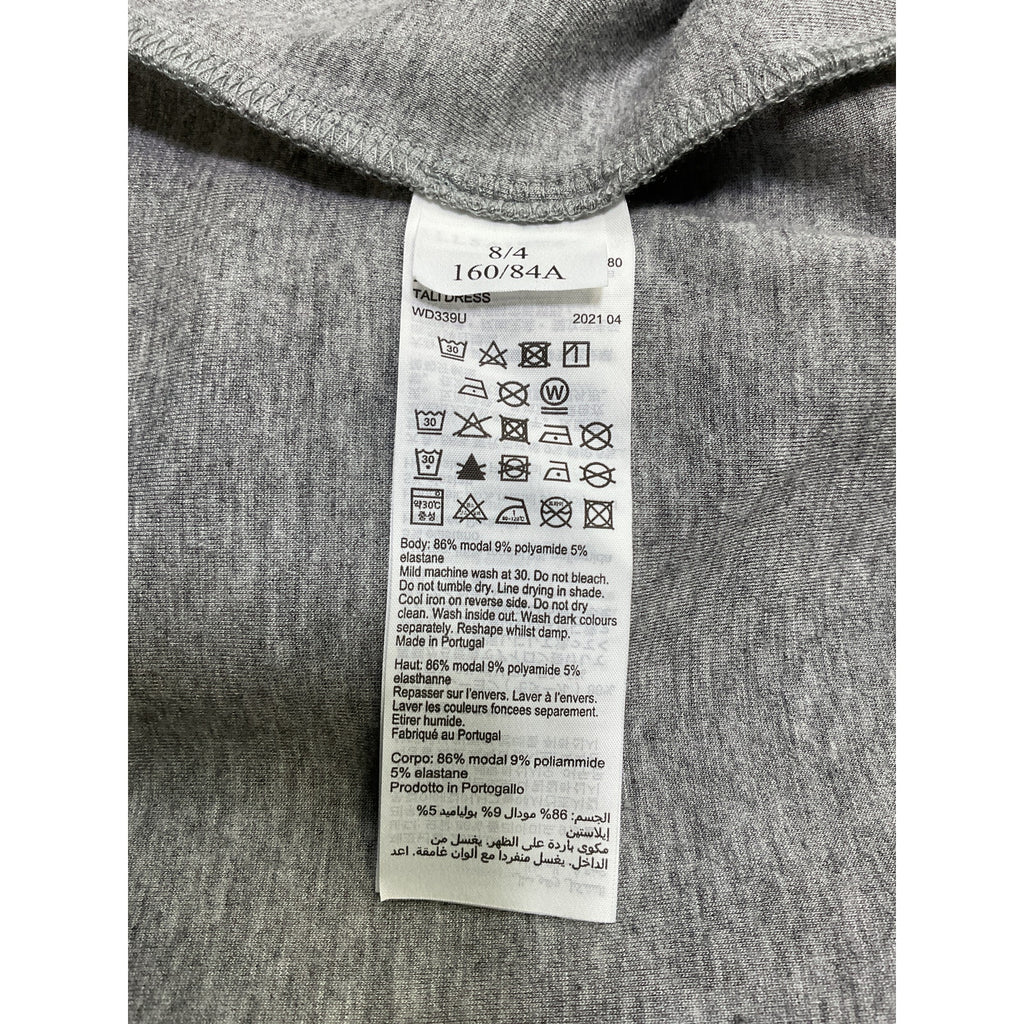 8/4
160/84A
80
TALI DRESS
WD339U 2021 04
30
W
30
30
약30℃
중성
Body: 86% modal 9% polyamide 5%
elastane
Mild machine wash at 30. Do not bleach.
Do not tumble dry. Line drying in shade.
Cool iron on reverse side. Do not dry
clean. Wash inside out. Wash dark colours
separately. Reshape whilst damp.
Made in Portugal
Haut: 86% modal 9% polyamide 5%
elasthanne
Repasser sur l'envers. Laver à l'envers.
Laver les couleurs foncees separement.
Etirer humide.
Fabriqué au Portugal
Corpo: 86% modal 9% poliammide
5% elastane
Prodotto in Portogallo
الجسم: 86% مودال 9% بولياميد 5%
إيلاستين
مكوى باردة على الظهر. يغسل من
الداخل. يغسل منفردا مع ألوان غامقة. اعد